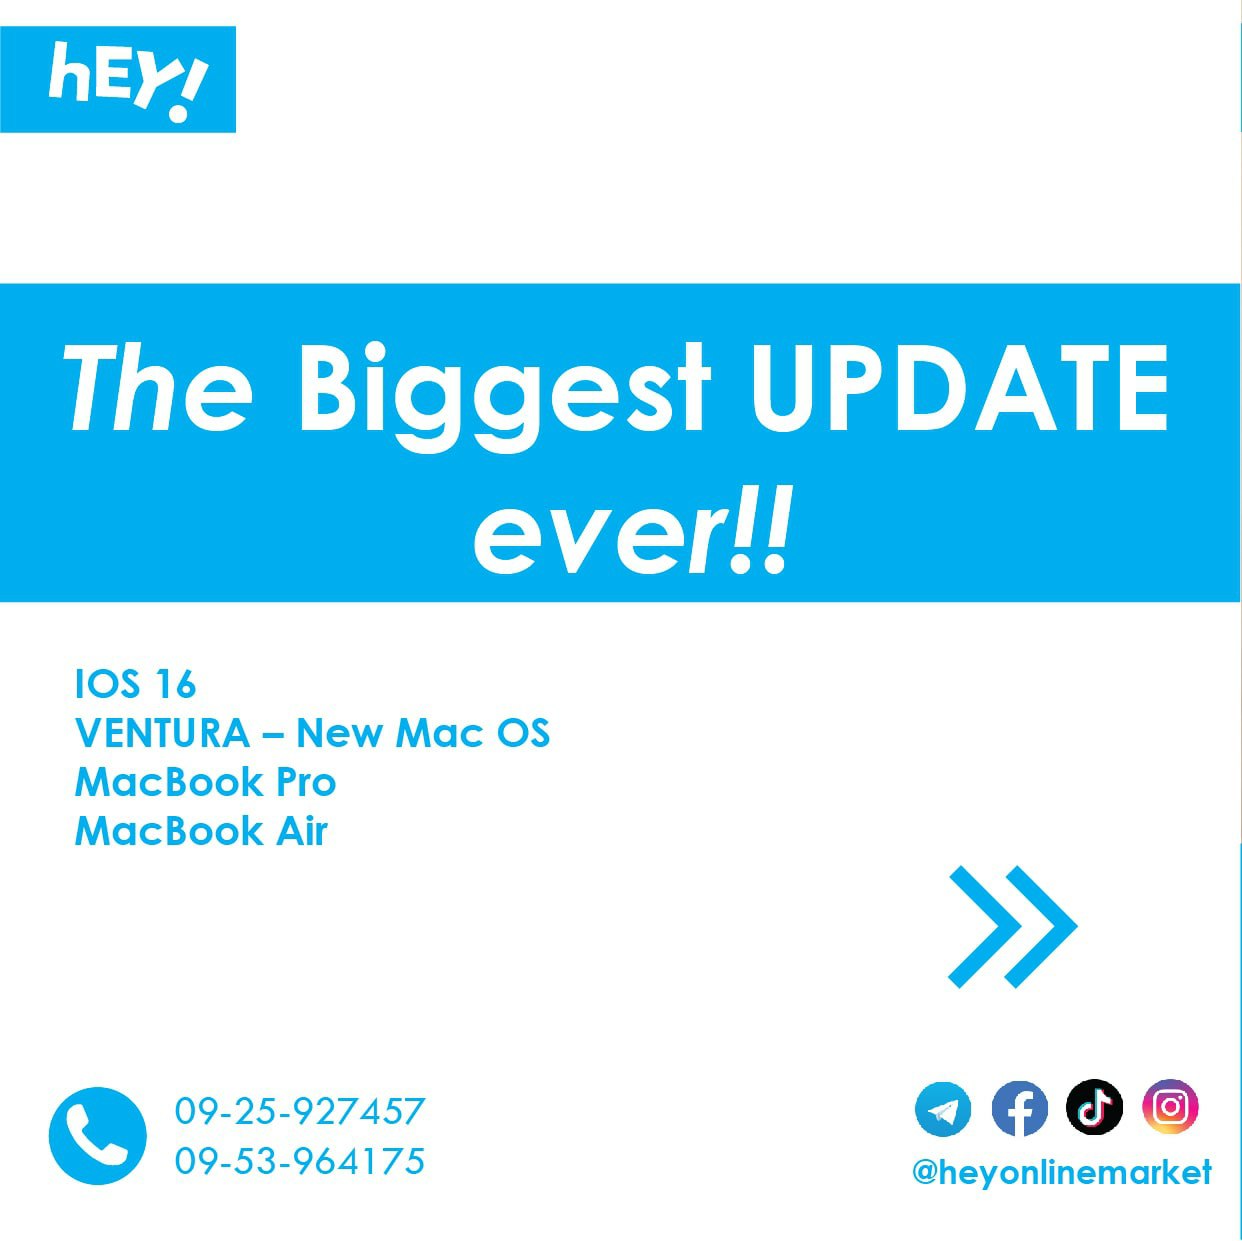 hEY!
The Biggest UPDATE
ever!!
IOS 16
VENTURA – New Mac OS
MacBook Pro
MacBook Air
09-25-927457
09-53-964175
@heyonlinemarket